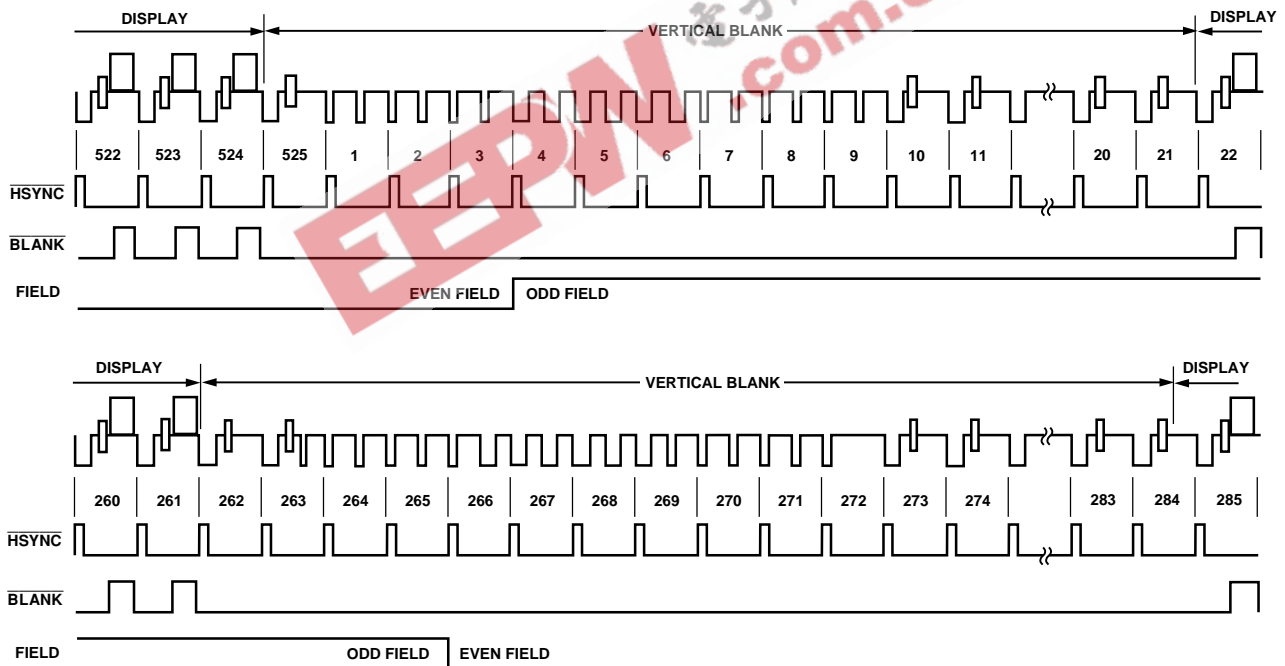 DISPLAY VERTICAL BLANK DISPLAY
522 523 524 525 1 2 3 4 5 6 7 8 9 10 11 20 21 22
HSYNC
BLANK
FIELD EVEN FIELD ODD FIELD
EEPW
.com.
DISPLAY VERTICAL BLANK DISPLAY
260 261 262 263 264 265 266 267 268 269 270 271 272 273 274 283 284 285
HSYNC
BLANK
FIELD ODD FIELD EVEN FIELD